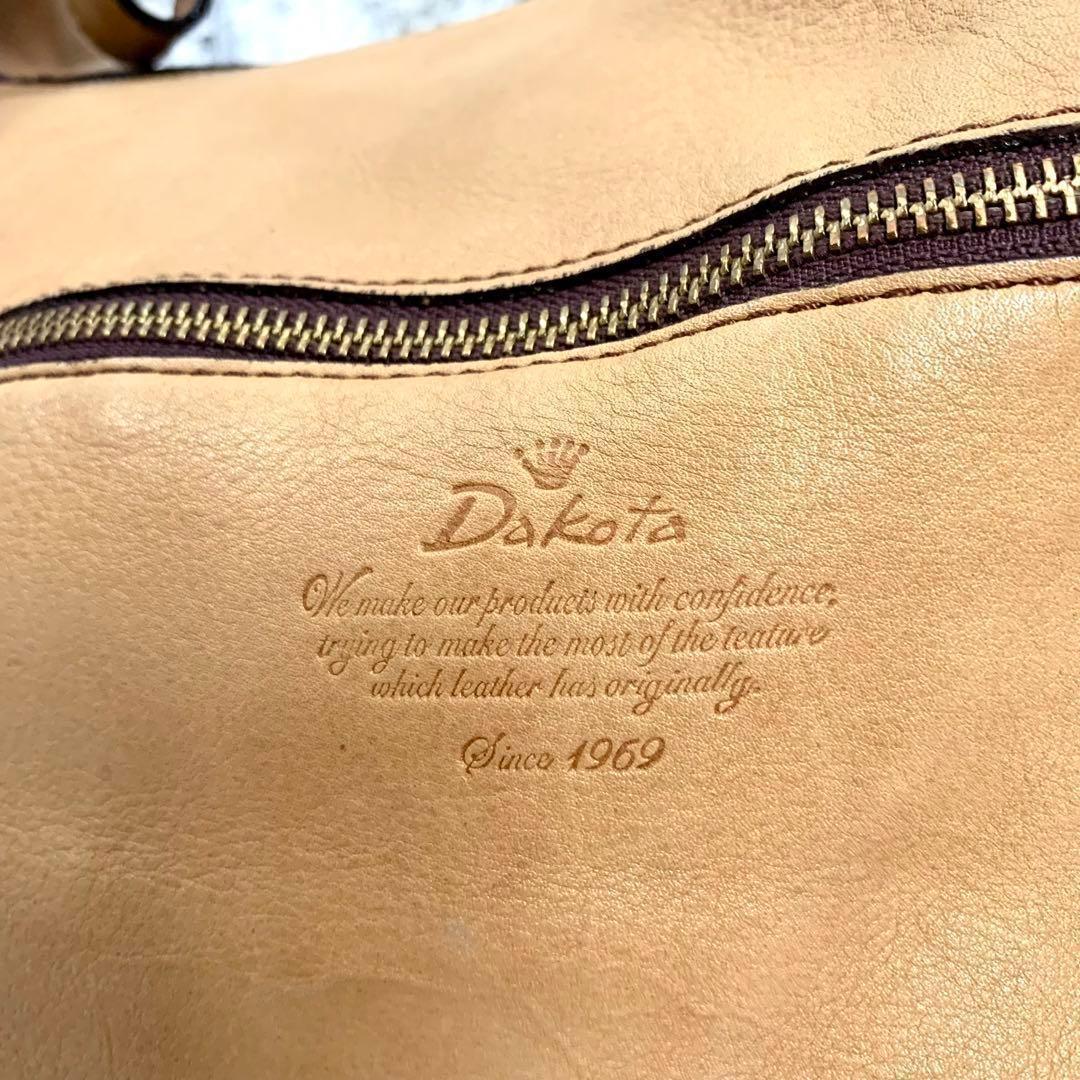 Dakota
We make our products with confidence,
trying to make the most of the teature
which leather has originally.
Since 1969